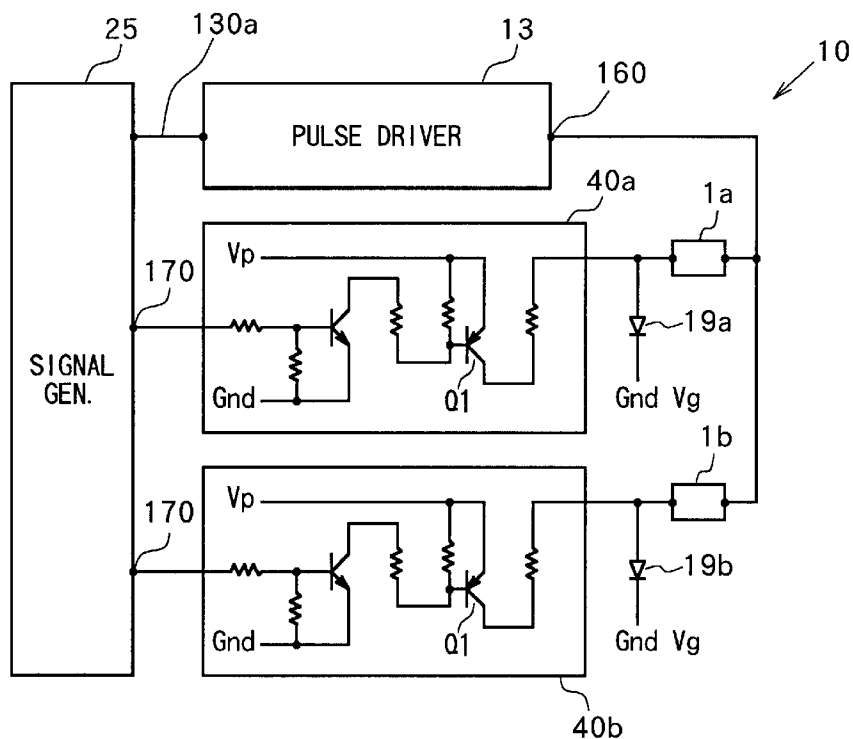 25
130a
13
160
10
PULSE DRIVER
40a
1a
Vp
170
19a
SIGNAL
GEN.
Gnd
Q1
Gnd Vg
1b
Vp
170
19b
Gnd
Q1
Gnd Vg
40b